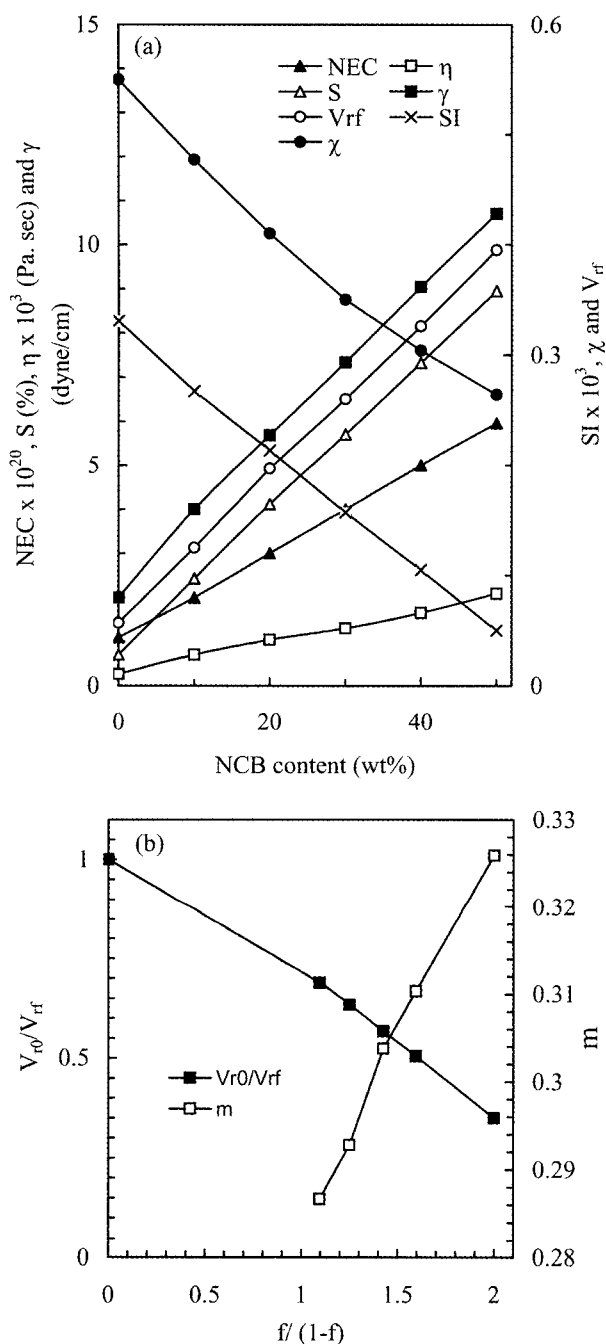 (a)
NEC
η
S
γ
Vrf
SI
χ
15
10
5
0
NEC x 10^20, S (%), η x 10^3 (Pa. sec) and γ
(dyne/cm)
0.6
0.3
0
SI x 10^3, χ and V_rf
0 20 40
NCB content (wt%)
(b)
1
0.5
0
V_r0/V_rf
Vr0/Vrf
m
0.33
0.32
0.31
0.3
0.29
0.28
m
0 0.5 1 1.5 2
f/ (1-f)